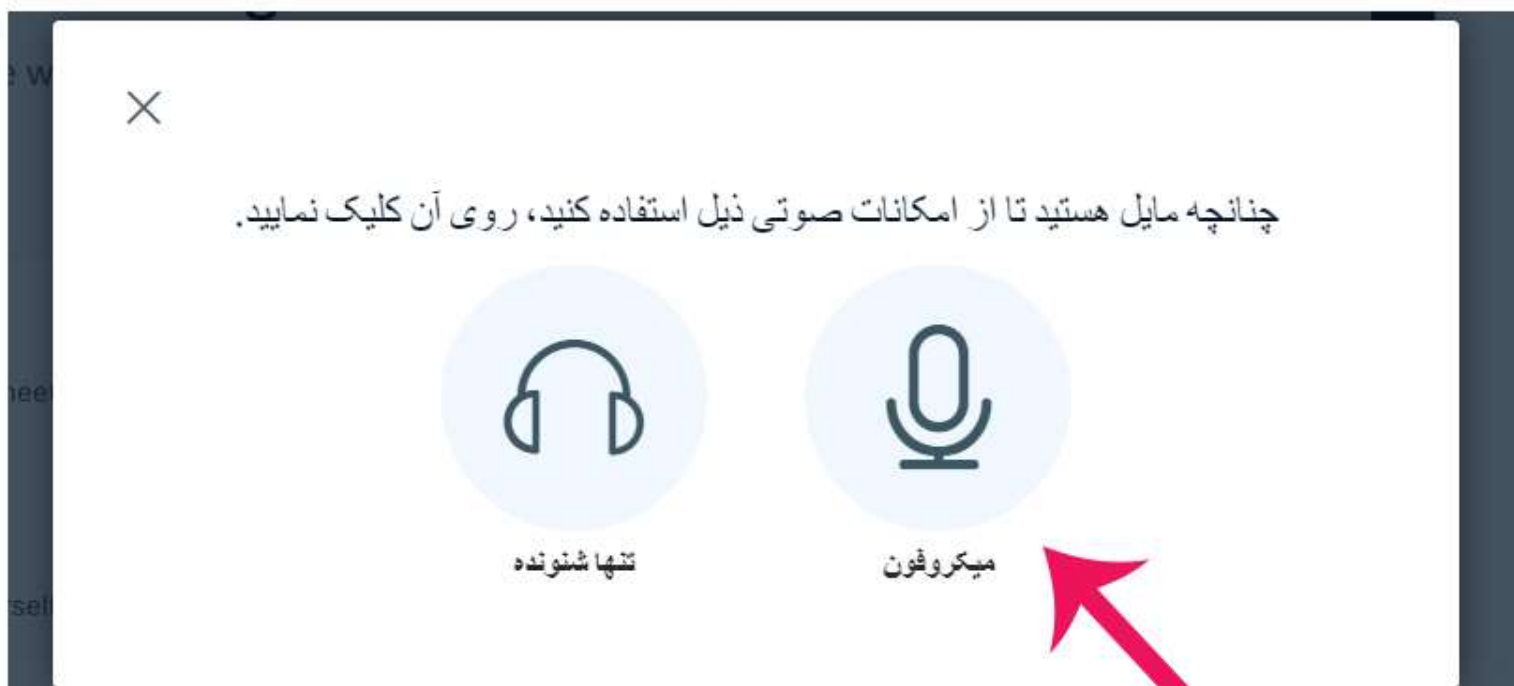 چنانچه مایل هستید تا از امکانات صوتی ذیل استفاده کنید، روی آن کلیک نمایید.
میکروفون
تنها شنونده